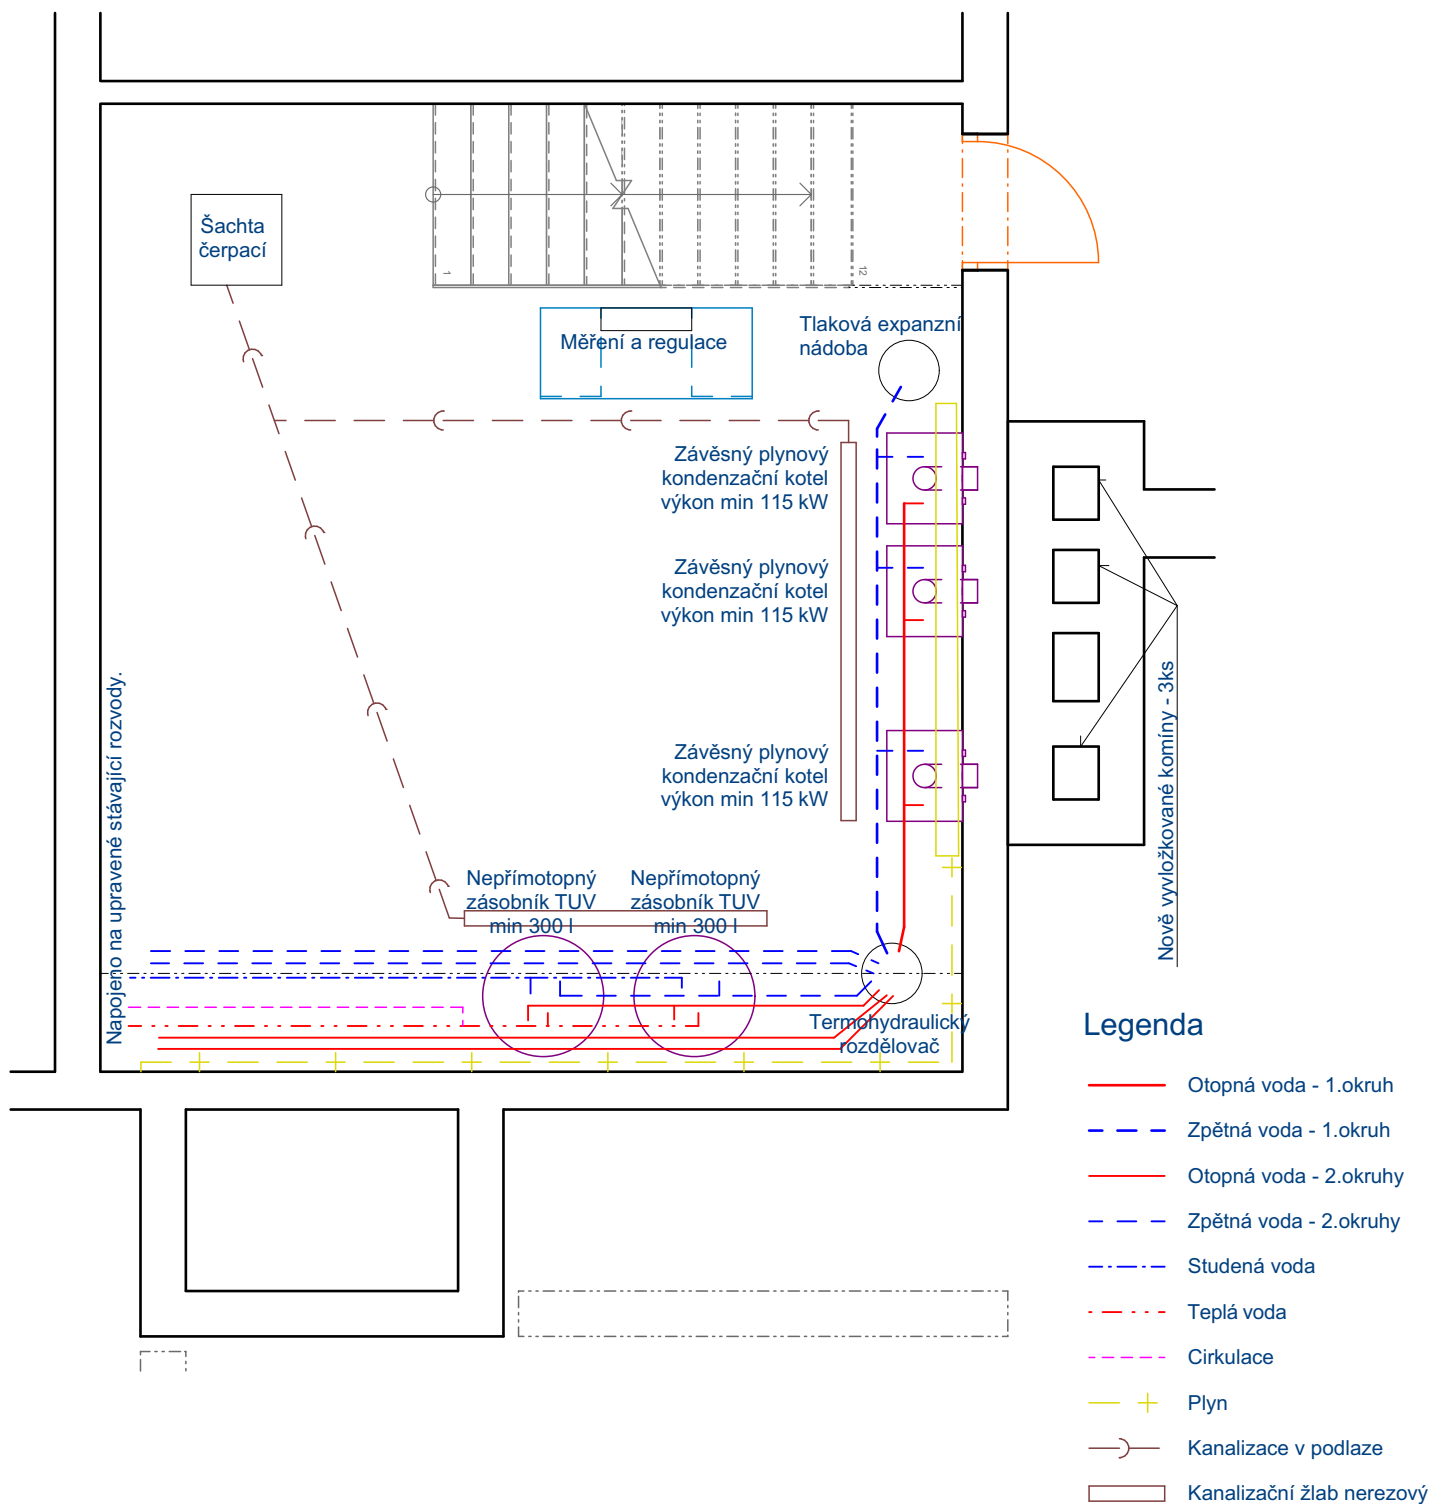 Šachta
čerpací
1
12
Měření a regulace
Tlaková expanzní
nádoba
Závěsný plynový
kondenzační kotel
výkon min 115 kW
Závěsný plynový
kondenzační kotel
výkon min 115 kW
Závěsný plynový
kondenzační kotel
výkon min 115 kW
Nově vyvložkované komíny - 3ks
Napojeno na upravené stávající rozvody.
Nepřímotopný
zásobník TUV
min 300 l
Nepřímotopný
zásobník TUV
min 300 l
Termohydraulický
rozdělovač
Legenda
Otopná voda - 1.okruh
Zpětná voda - 1.okruh
Otopná voda - 2.okruhy
Zpětná voda - 2.okruhy
Studená voda
Teplá voda
Cirkulace
Plyn
Kanalizace v podlaze
Kanalizační žlab nerezový